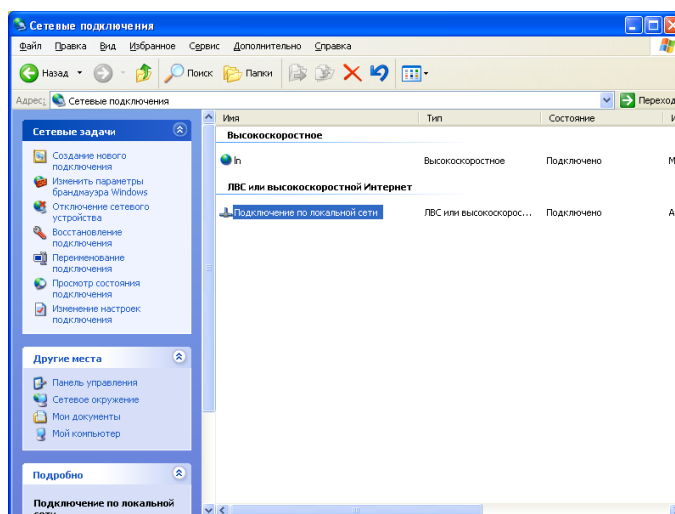 Сетевые подключения
Файл Правка Вид Избранное Сервис Дополнительно Справка
Назад Поиск Папки
Адрес: Сетевые подключения Переход
Сетевые задачи
Создание нового
подключения
Изменить параметры
брандмауэра Windows
Отключение сетевого
устройства
Восстановление
подключения
Переименование
подключения
Просмотр состояния
подключения
Изменение настроек
подключения
Другие места
Панель управления
Сетевое окружение
Мои документы
Мой компьютер
Подробно
Подключение по локальной
сети
Имя Тип Состояние
Высокоскоростное
In Высокоскоростное Подключено
ЛВС или высокоскоростной Интернет
Подключение по локальной сети ЛВС или высокоскорос... Подключено